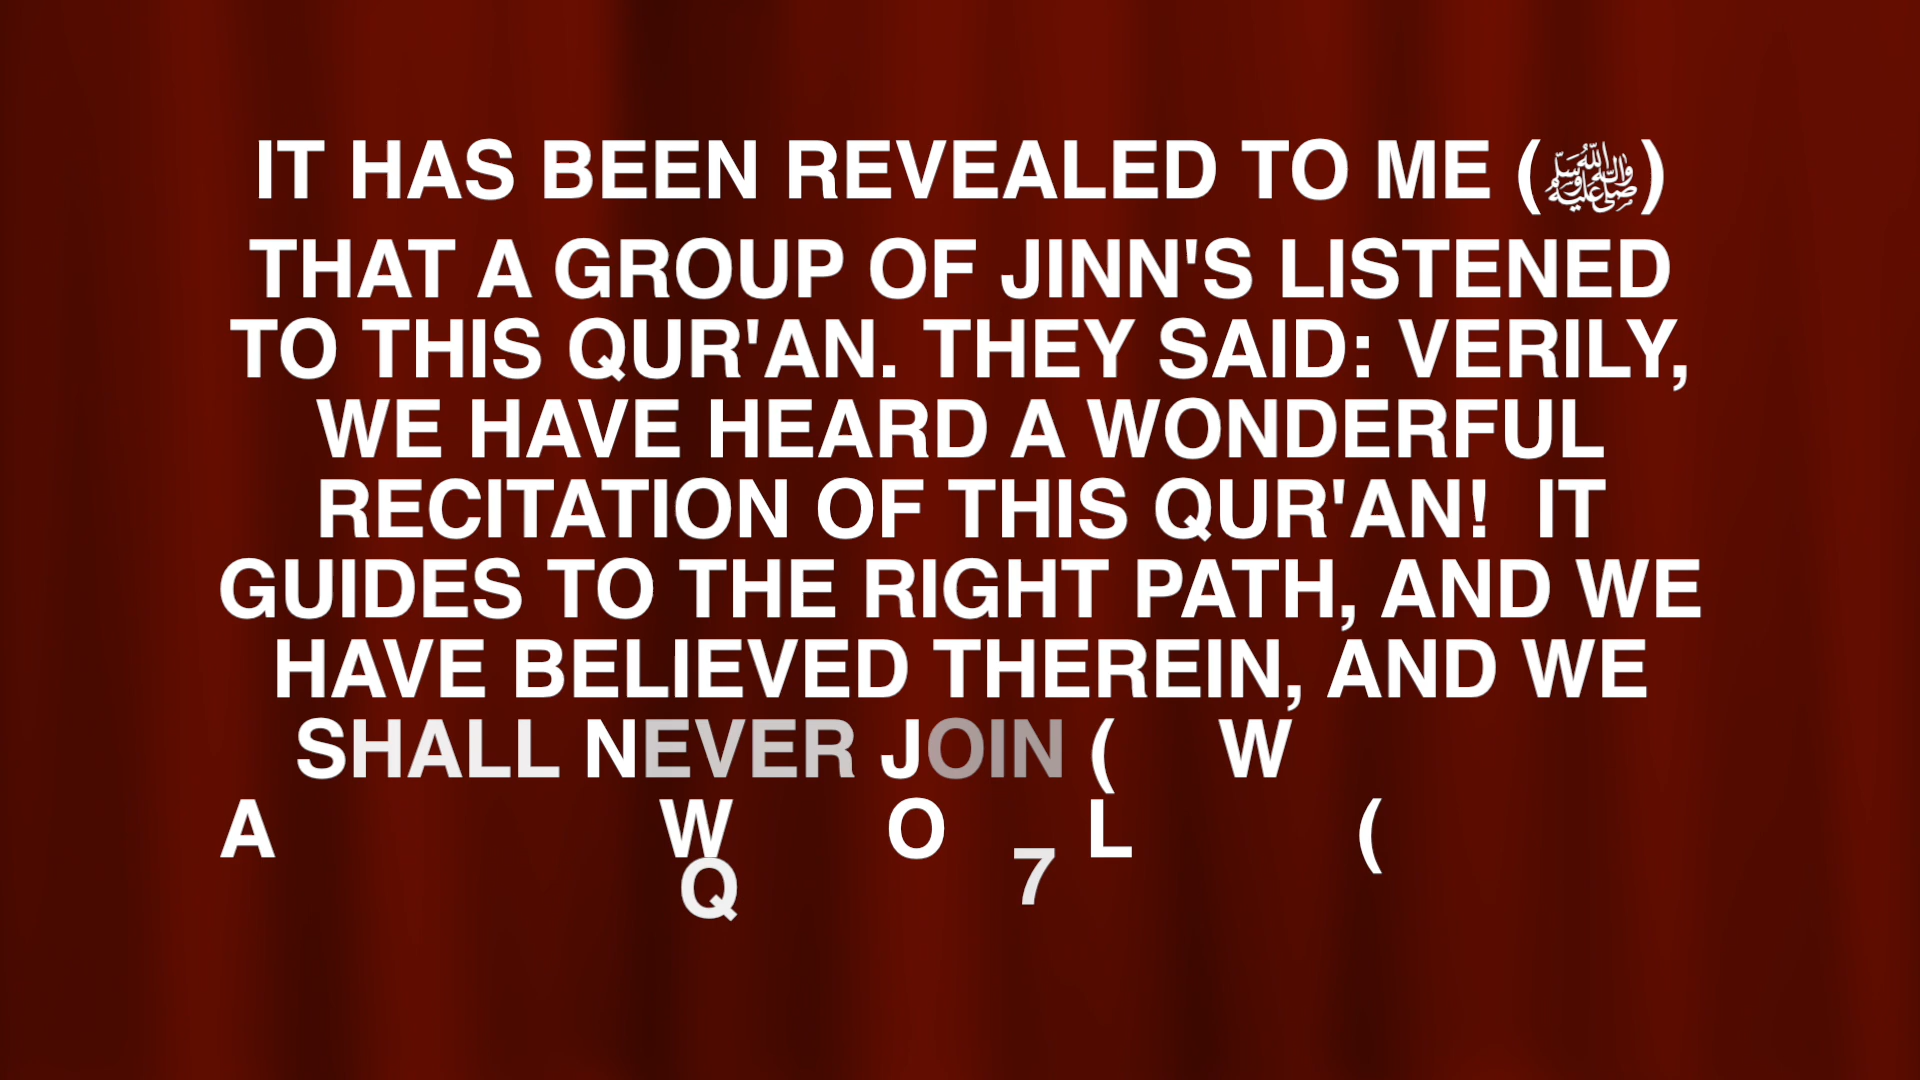 IT HAS BEEN REVEALED TO ME (ﷺ)
THAT A GROUP OF JINN'S LISTENED
TO THIS QUR'AN. THEY SAID: VERILY,
WE HAVE HEARD A WONDERFUL
RECITATION OF THIS QUR'AN! IT
GUIDES TO THE RIGHT PATH, AND WE
HAVE BELIEVED THEREIN, AND WE
SHALL NEVER JOIN ( W
A W O L (
Q 7